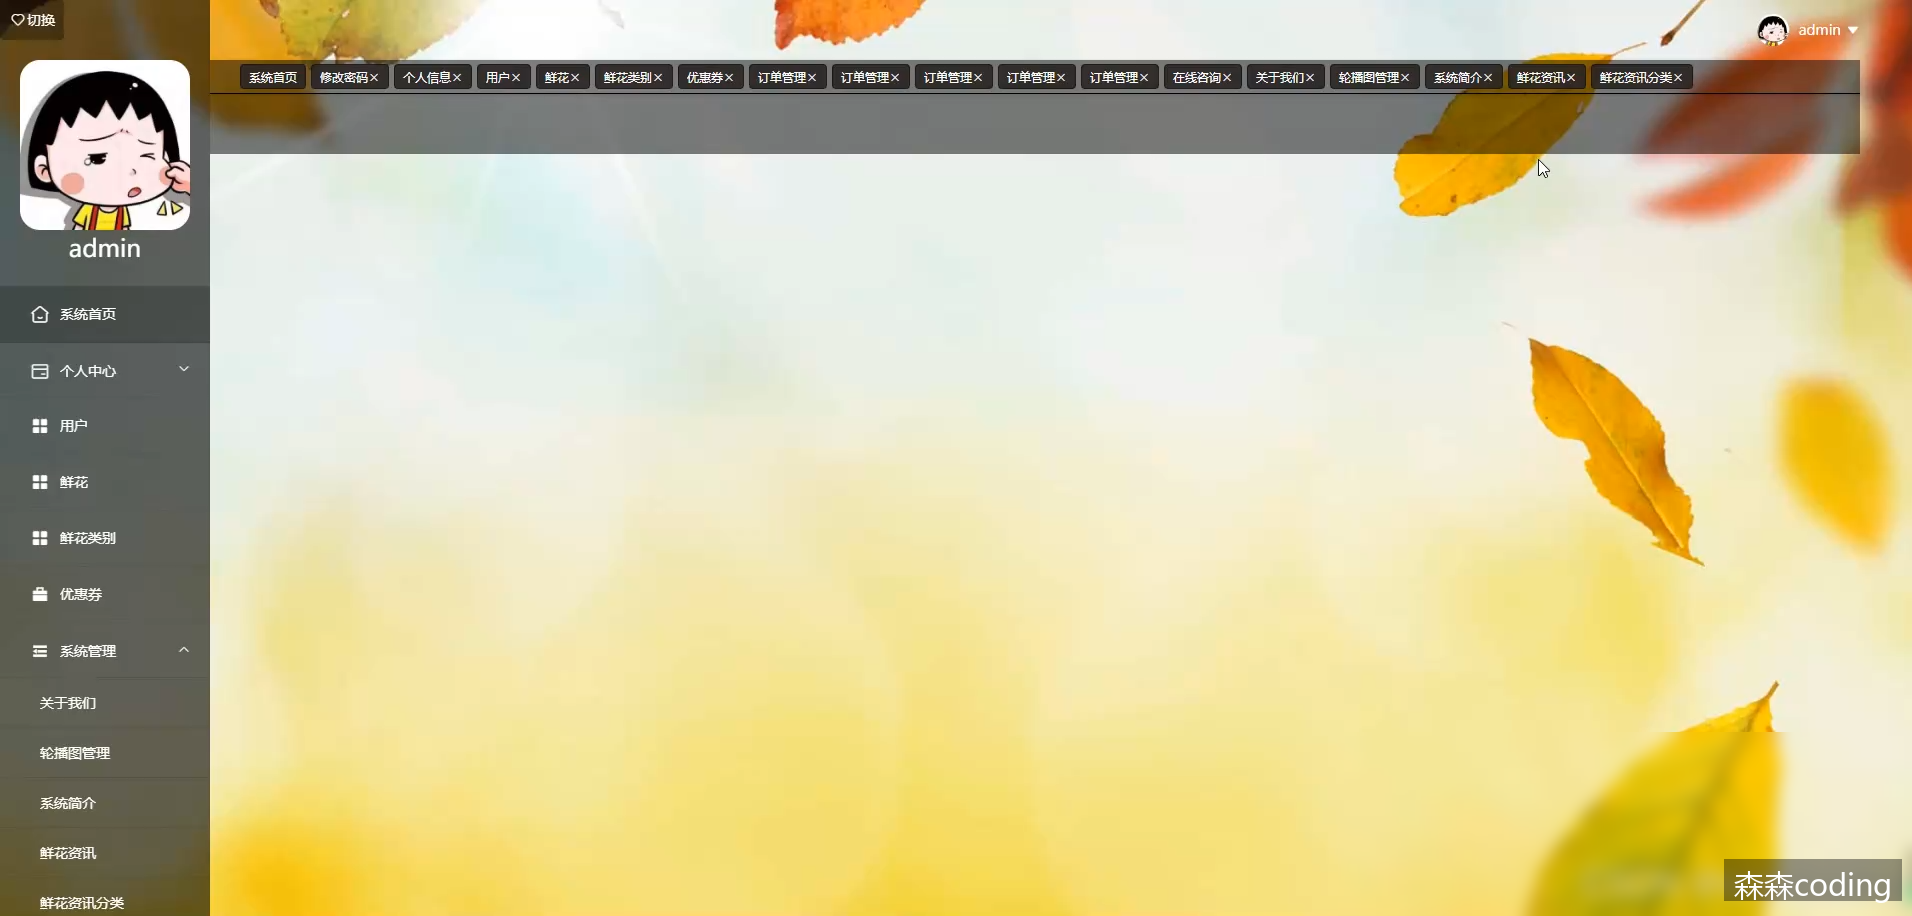 切换
admin
系统首页 修改密码 个人信息 用户 鲜花 鲜花类别 优惠券 订单管理 订单管理 订单管理 订单管理 订单管理 在线咨询 关于我们 轮播图管理 系统简介 鲜花资讯 鲜花资讯分类
admin
系统首页
个人中心
用户
鲜花
鲜花类别
优惠券
系统管理
关于我们
轮播图管理
系统简介
鲜花资讯
鲜花资讯分类
森森coding